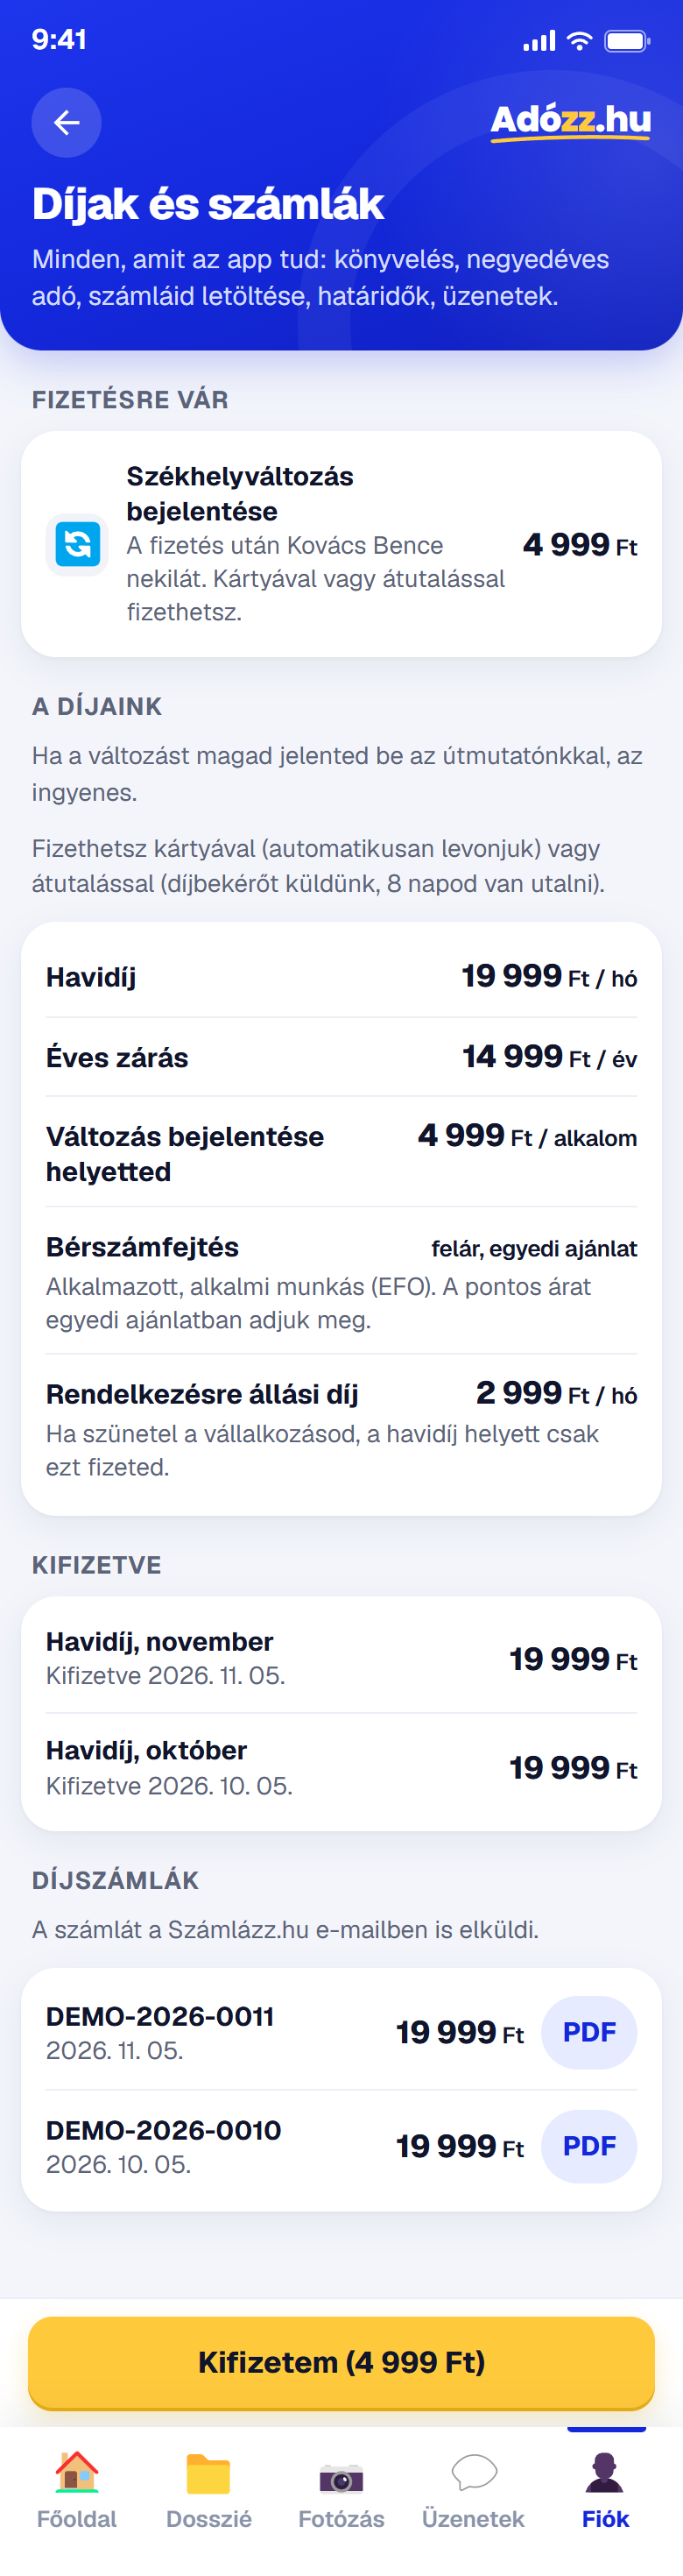 9:41
Adózz.hu
Díjak és számlák
Minden, amit az app tud: könyvelés, negyedéves
adó, számláid letöltése, határidők, üzenetek.
FIZETÉSRE VÁR
Székhelyváltozás
bejelentése
A fizetés után Kovács Bence
nekilát. Kártyával vagy átutalással
fizethetsz.
4 999 Ft
A DÍJAINK
Ha a változást magad jelented be az útmutatónkkal, az
ingyenes.
Fizethetsz kártyával (automatikusan levonjuk) vagy
átutalással (díjbekérőt küldünk, 8 napod van utalni).
Havidíj 19 999 Ft / hó
Éves zárás 14 999 Ft / év
Változás bejelentése 4 999 Ft / alkalom
helyetted
Bérszámfejtés felár, egyedi ajánlat
Alkalmazott, alkalmi munkás (EFO). A pontos árat
egyedi ajánlatban adjuk meg.
Rendelkezésre állási díj 2 999 Ft / hó
Ha szünetel a vállalkozásod, a havidíj helyett csak
ezt fizeted.
KIFIZETVE
Havidíj, november
Kifizetve 2026. 11. 05.
19 999 Ft
Havidíj, október
Kifizetve 2026. 10. 05.
19 999 Ft
DÍJSZÁMLÁK
A számlát a Számlázz.hu e-mailben is elküldi.
DEMO-2026-0011
2026. 11. 05.
19 999 Ft PDF
DEMO-2026-0010
2026. 10. 05.
19 999 Ft PDF
Kifizetem (4 999 Ft)
Főoldal Dosszié Fotózás Üzenetek Fiók